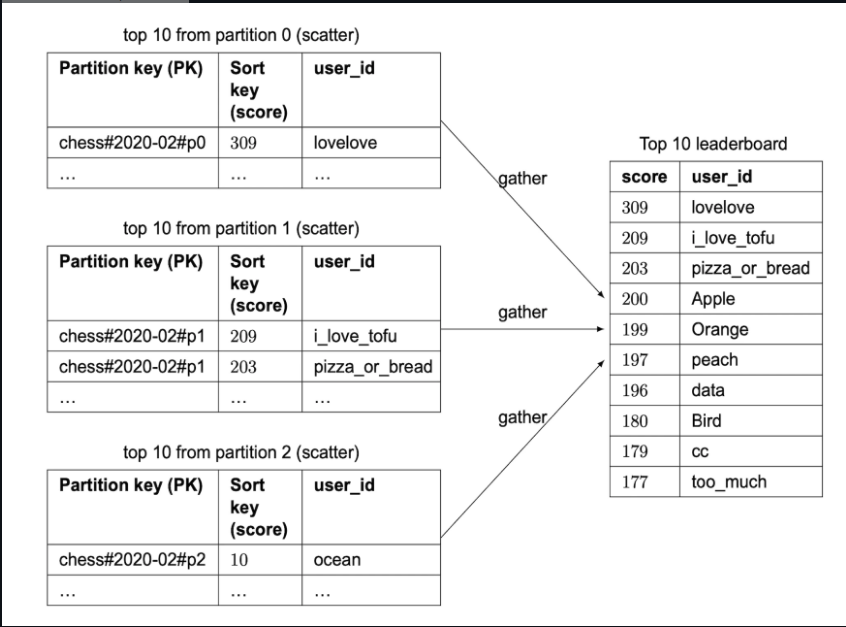 top 10 from partition 0 (scatter)
Partition key (PK) Sort key (score) user_id
chess#2020-02#p0 309 lovelove
... ... ...
gather
top 10 from partition 1 (scatter)
Partition key (PK) Sort key (score) user_id
chess#2020-02#p1 209 i_love_tofu
chess#2020-02#p1 203 pizza_or_bread
... ... ...
gather
top 10 from partition 2 (scatter)
Partition key (PK) Sort key (score) user_id
chess#2020-02#p2 10 ocean
... ... ...
gather
Top 10 leaderboard
score user_id
309 lovelove
209 i_love_tofu
203 pizza_or_bread
200 Apple
199 Orange
197 peach
196 data
180 Bird
179 cc
177 too_much